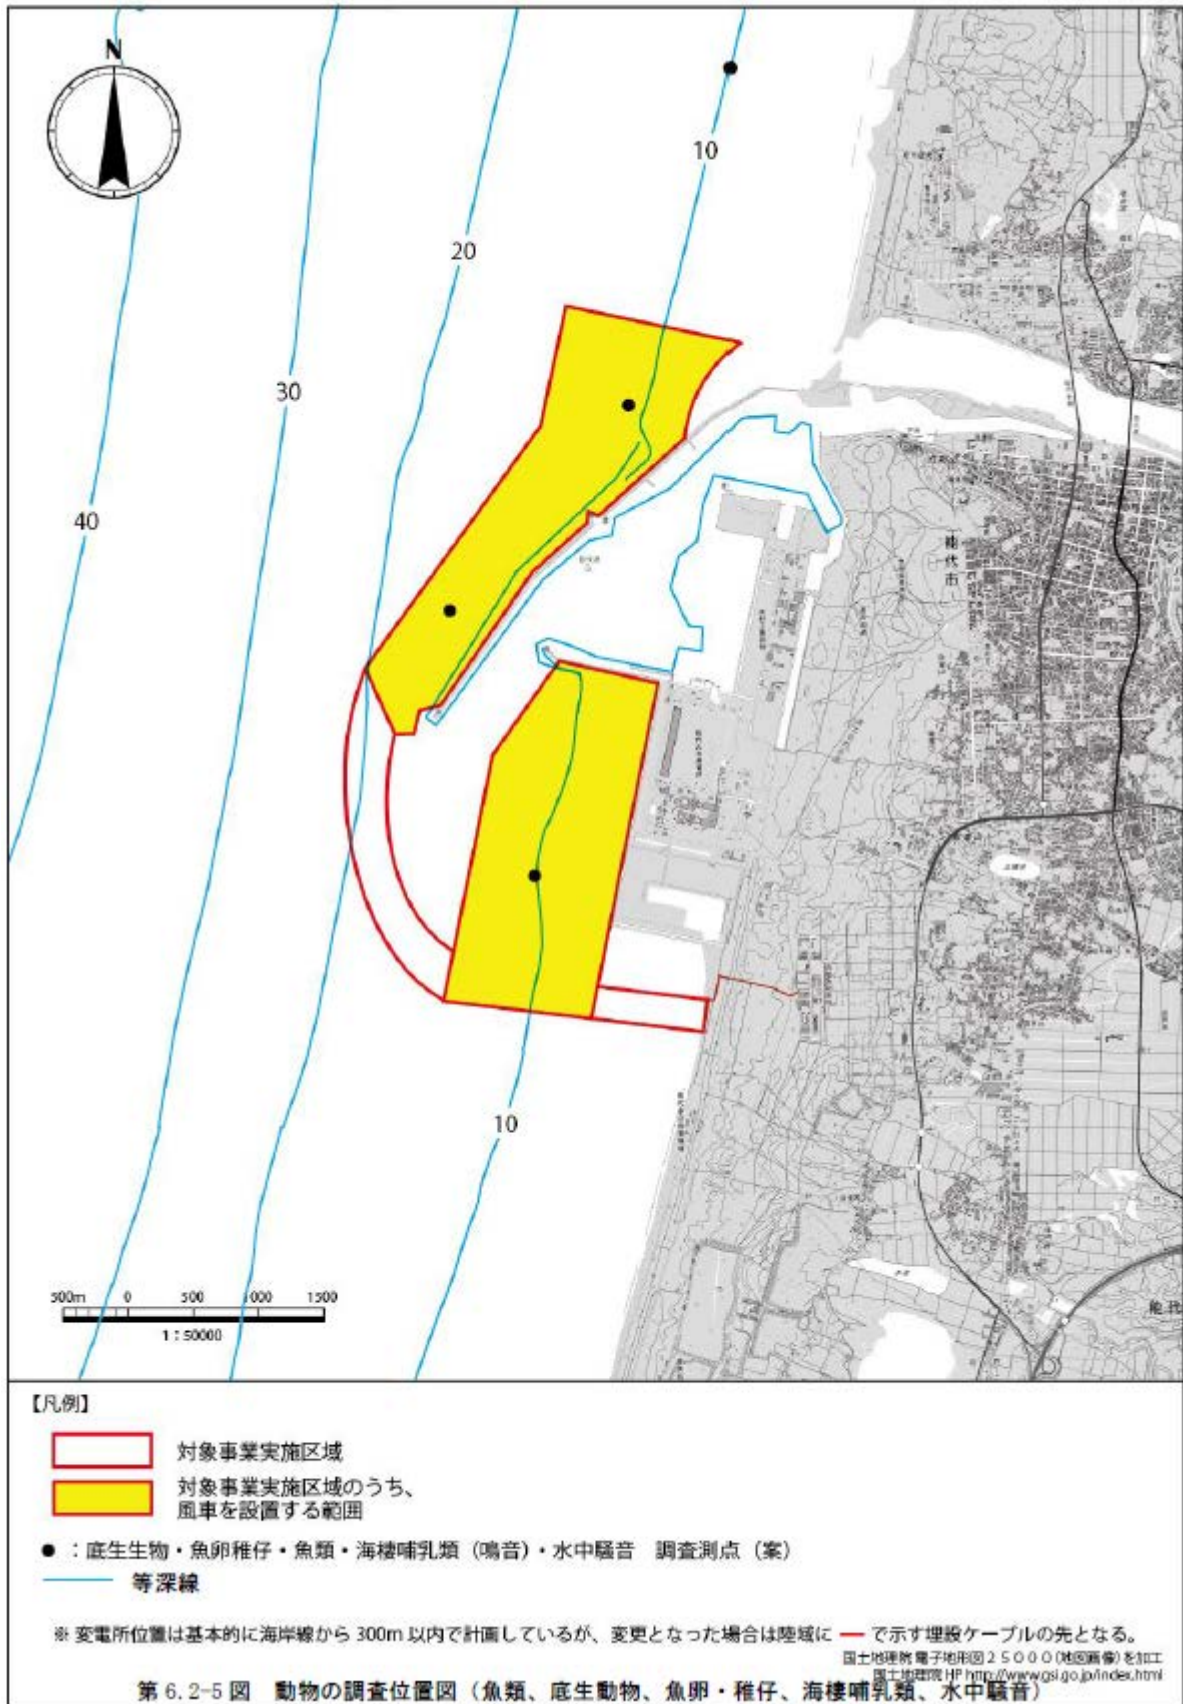 N
10
20
30
40
能代市
10
500m 0 500 1000 1500
1：50000
能代
【凡例】
対象事業実施区域
対象事業実施区域のうち、
風車を設置する範囲
●：底生生物・魚卵稚仔・魚類・海棲哺乳類（鳴音）・水中騒音　調査測点（案）
等深線
※ 変電所位置は基本的に海岸線から 300m 以内で計画しているが、変更となった場合は陸域に ― で示す埋設ケーブルの先となる。
国土地理院 電子地形図２５０００(地図画像)を加工
国土地理院 HP http://www.gsi.go.jp/index.html
第 6.2-5 図　動物の調査位置図（魚類、底生動物、魚卵・稚仔、海棲哺乳類、水中騒音）